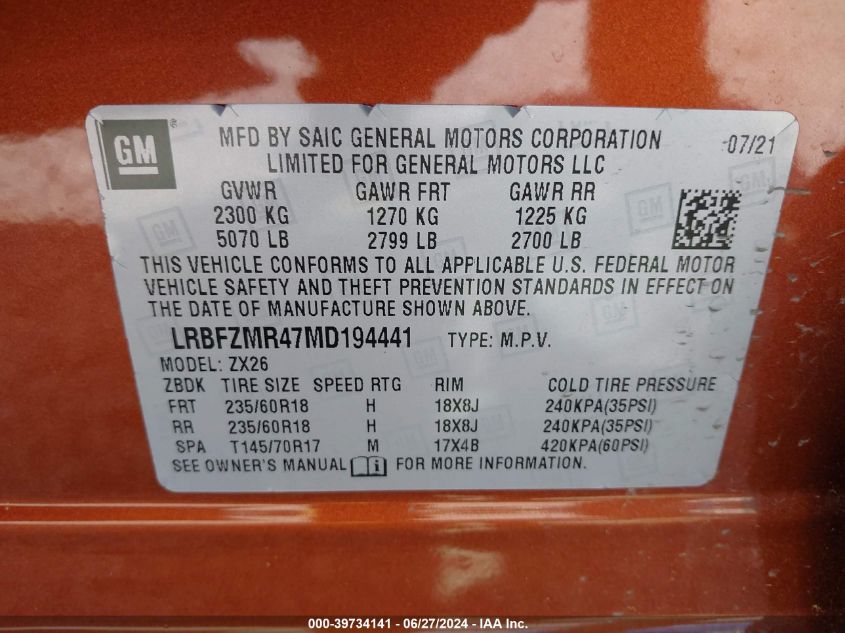 GM
MFD BY SAIC GENERAL MOTORS CORPORATION 07/21
LIMITED FOR GENERAL MOTORS LLC
GVWR GAWR FRT GAWR RR
2300 KG 1270 KG 1225 KG
5070 LB 2799 LB 2700 LB
THIS VEHICLE CONFORMS TO ALL APPLICABLE U.S. FEDERAL MOTOR
VEHICLE SAFETY AND THEFT PREVENTION STANDARDS IN EFFECT ON
THE DATE OF MANUFACTURE SHOWN ABOVE.
LRBFZMR47MD194441 TYPE: M.P.V.
MODEL: ZX26
ZBDK TIRE SIZE SPEED RTG RIM COLD TIRE PRESSURE
FRT 235/60R18 H 18X8J 240KPA(35PSI)
RR 235/60R18 H 18X8J 240KPA(35PSI)
SPA T145/70R17 M 17X4B 420KPA(60PSI)
SEE OWNER'S MANUAL FOR MORE INFORMATION.
000-39734141 - 06/27/2024 - IAA Inc.